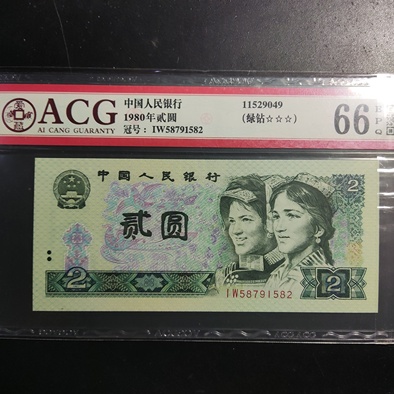 ACG
AI CANG GUARANTY
中国人民银行
1980年贰圆
冠号：IW58791582
11529049
(绿钻☆☆☆)
66
EPQ
中国人民银行
贰圆
2
2
2
IW58791582